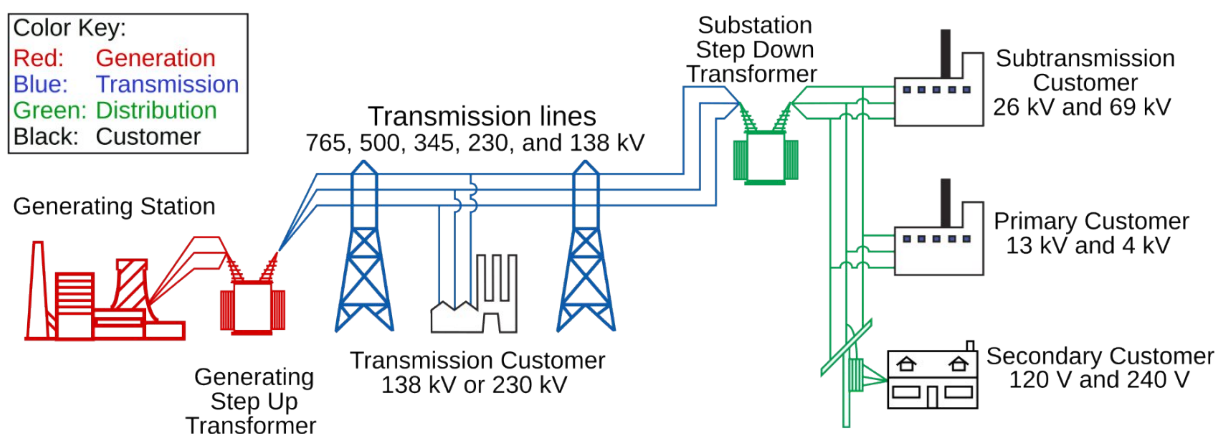 Color Key:
Red: Generation
Blue: Transmission
Green: Distribution
Black: Customer
Generating Station
Generating
Step Up
Transformer
Transmission lines
765, 500, 345, 230, and 138 kV
Transmission Customer
138 kV or 230 kV
Substation
Step Down
Transformer
Subtransmission
Customer
26 kV and 69 kV
Primary Customer
13 kV and 4 kV
Secondary Customer
120 V and 240 V